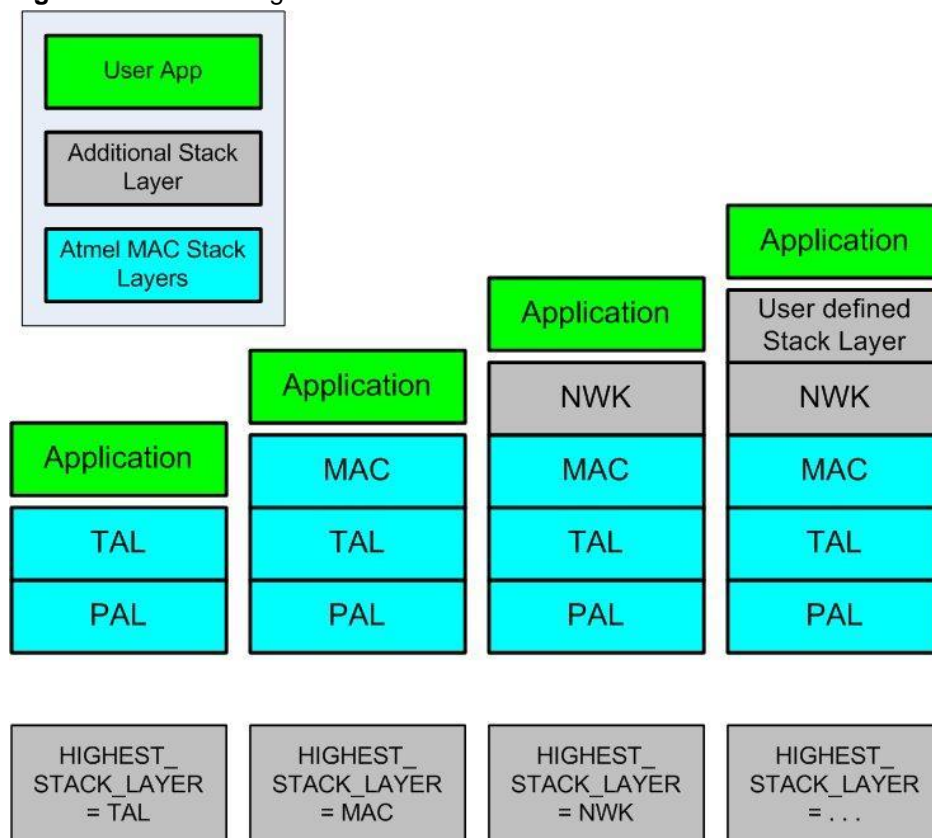 User App
Additional Stack
Layer
Atmel MAC Stack
Layers
Application
TAL
PAL
HIGHEST_
STACK_LAYER
= TAL
Application
MAC
TAL
PAL
HIGHEST_
STACK_LAYER
= MAC
Application
NWK
MAC
TAL
PAL
HIGHEST_
STACK_LAYER
= NWK
Application
User defined
Stack Layer
NWK
MAC
TAL
PAL
HIGHEST_
STACK_LAYER
= . . .